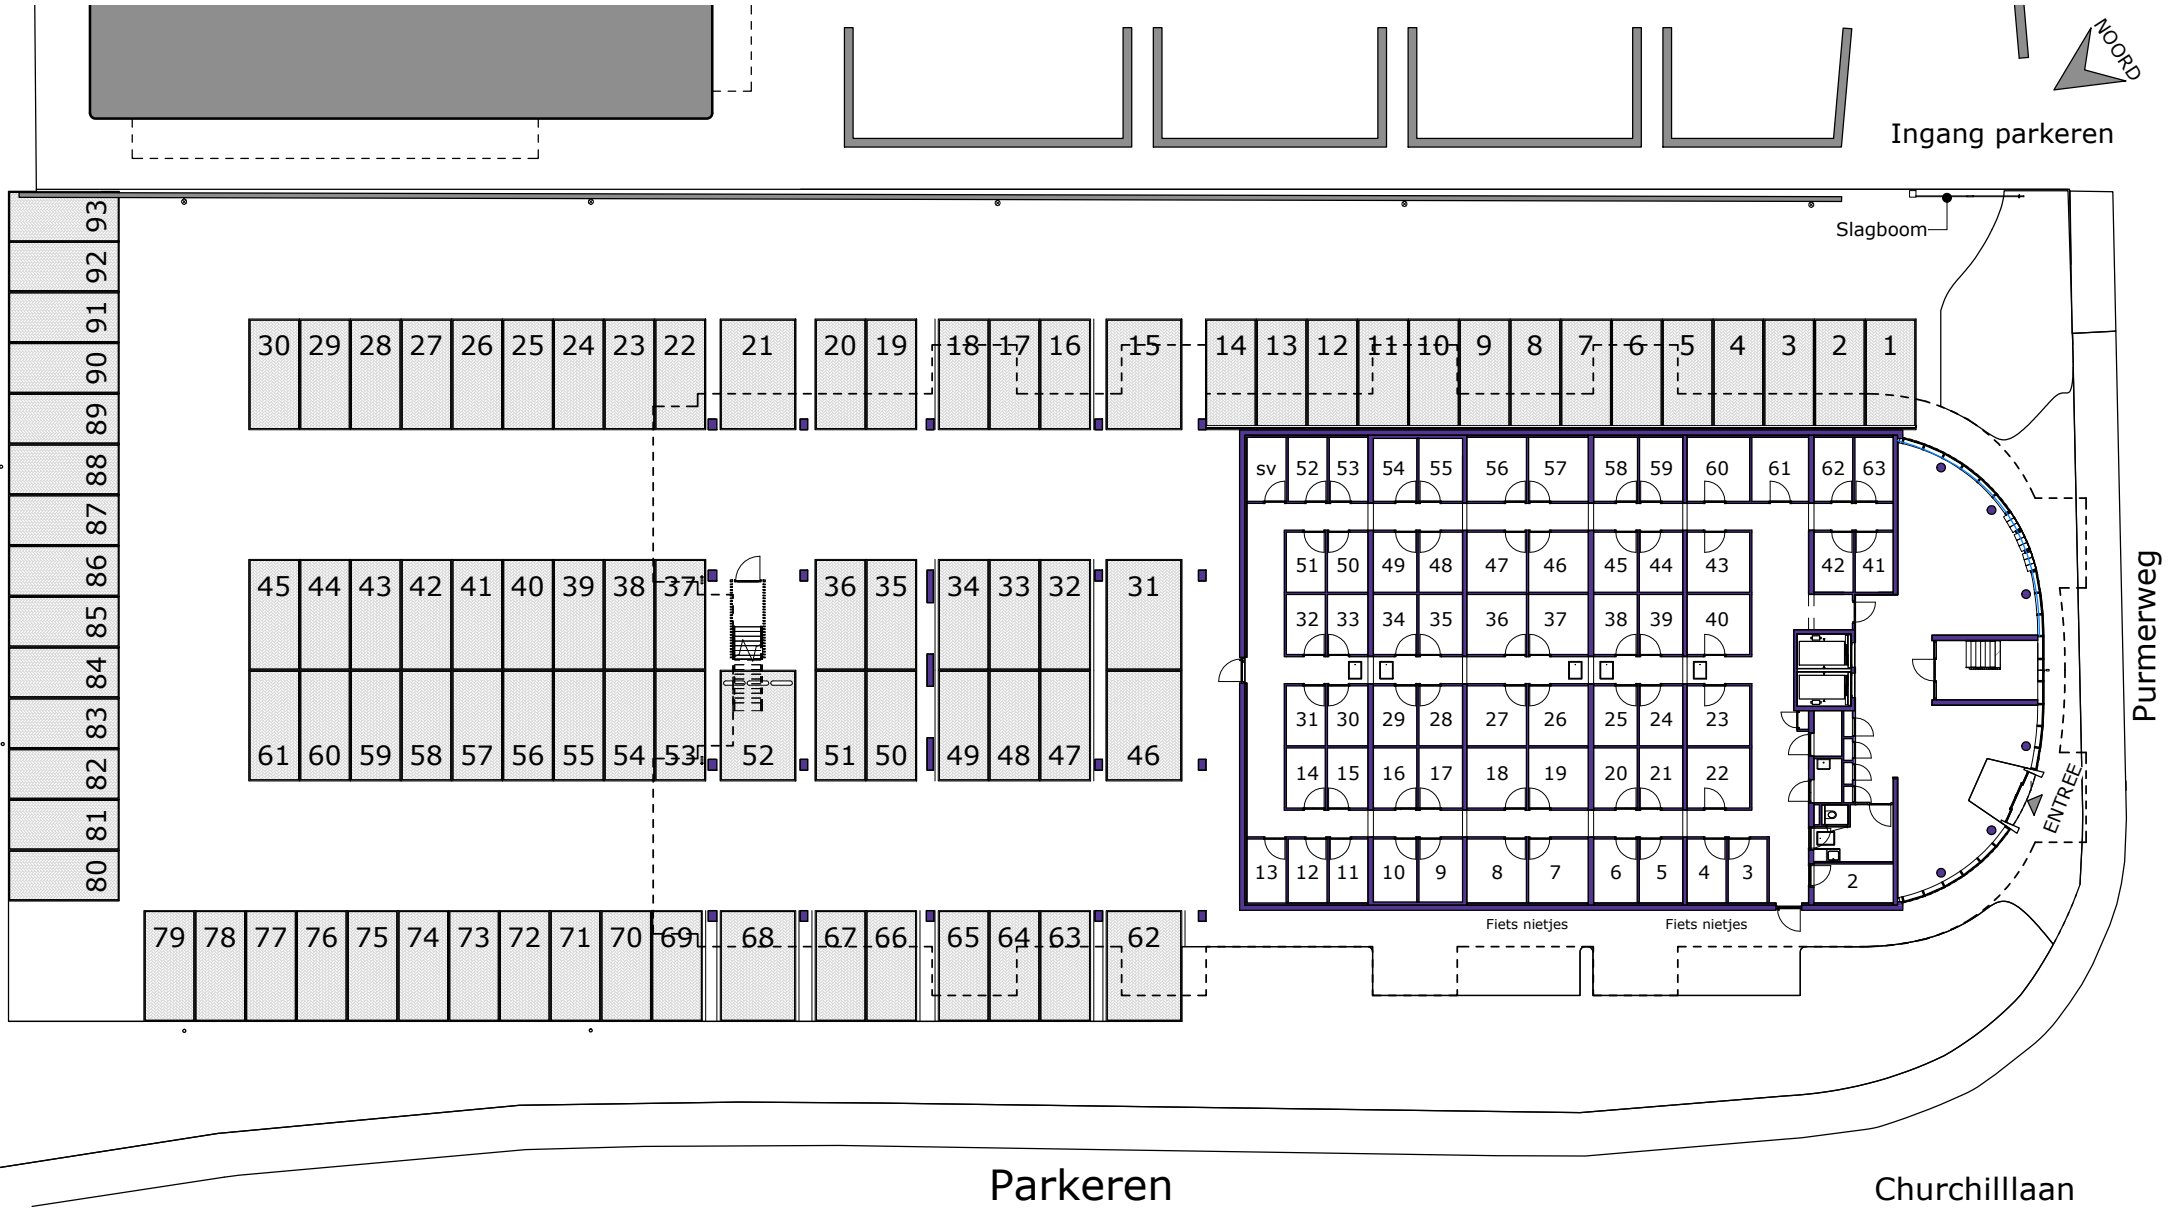 NOORD
Ingang parkeren
Slagboom
93
92
91
90
89
88
87
86
85
84
83
82
81
80
30 29 28 27 26 25 24 23 22 21 20 19 18 17 16 15 14 13 12 11 10 9 8 7 6 5 4 3 2 1
sv 52 53 54 55 56 57 58 59 60 61 62 63
51 50 49 48 47 46 45 44 43 42 41
45 44 43 42 41 40 39 38 37 36 35 34 33 32 31
32 33 34 35 36 37 38 39 40
31 30 29 28 27 26 25 24 23
61 60 59 58 57 56 55 54 53 52 51 50 49 48 47 46
14 15 16 17 18 19 20 21 22
13 12 11 10 9 8 7 6 5 4 3 2
79 78 77 76 75 74 73 72 71 70 69 68 67 66 65 64 63 62
Fiets nietjes Fiets nietjes
ENTREE
Purmerweg
Parkeren
Churchilllaan